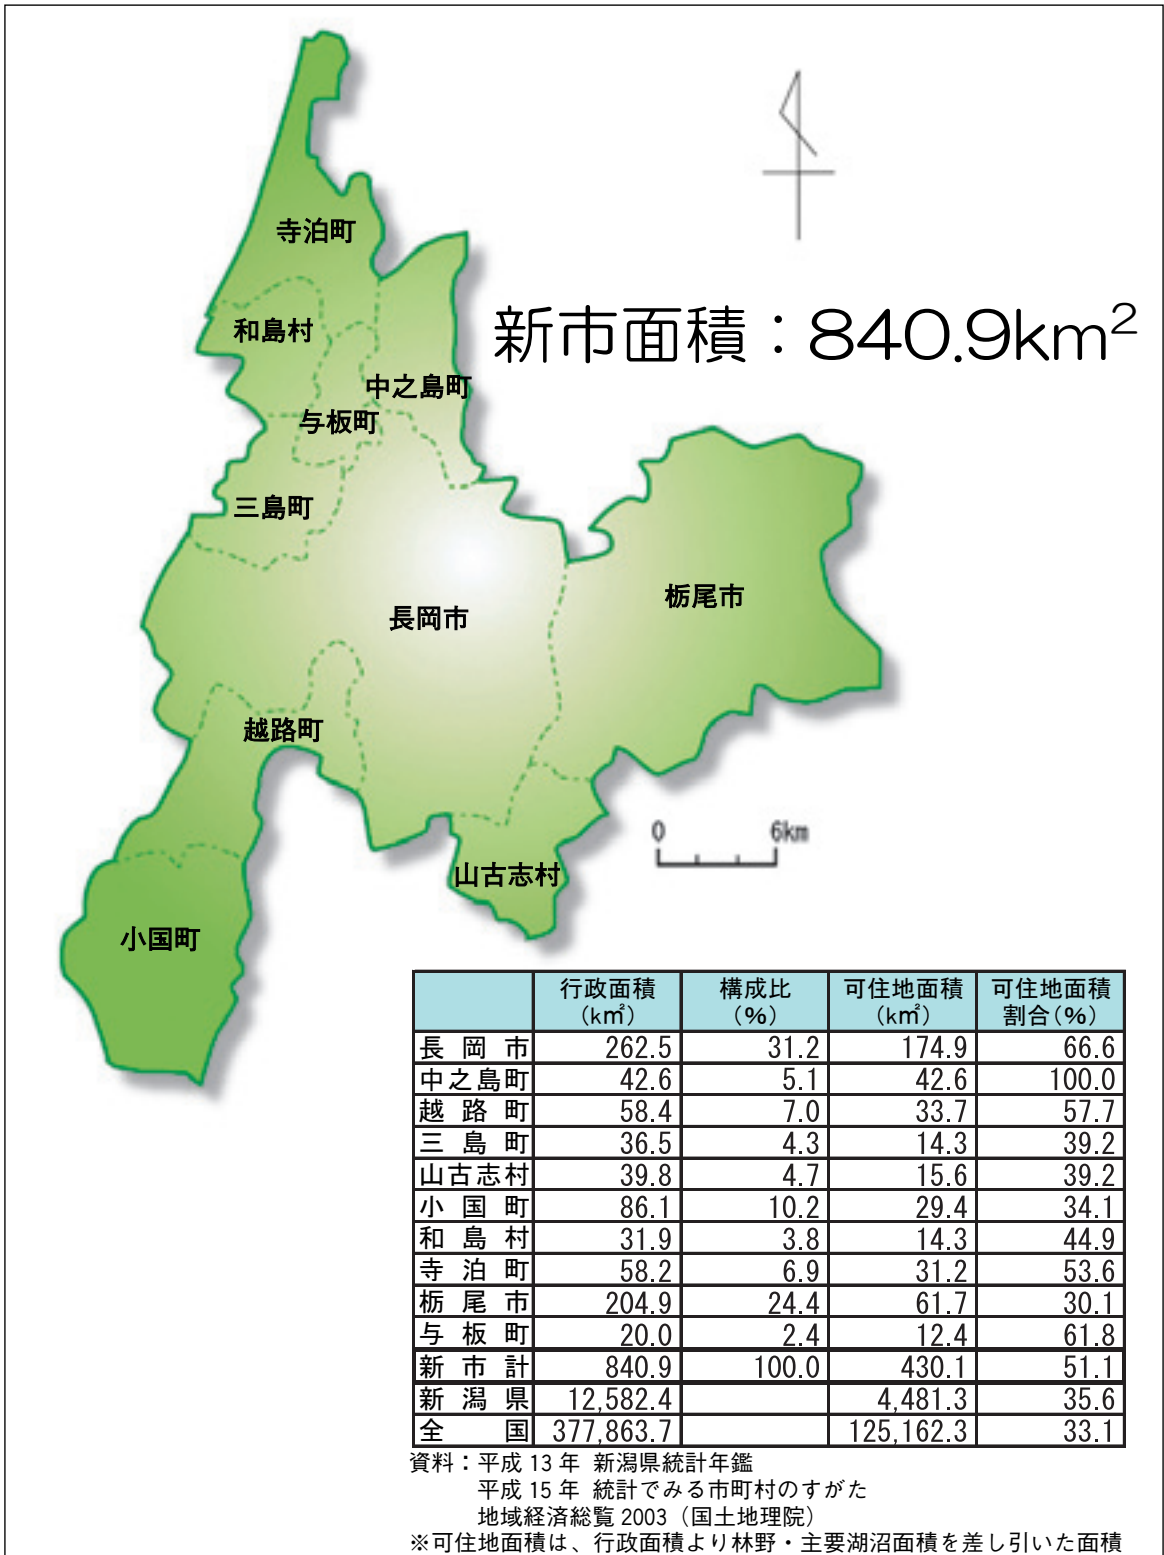 寺泊町
和島村
新市面積：840.9km²
中之島町
与板町
三島町
栃尾市
長岡市
越路町
0 6km
山古志村
小国町
行政面積（k㎡） 構成比（％） 可住地面積（k㎡） 可住地面積割合（％）
長岡市 262.5 31.2 174.9 66.6
中之島町 42.6 5.1 42.6 100.0
越路町 58.4 7.0 33.7 57.7
三島町 36.5 4.3 14.3 39.2
山古志村 39.8 4.7 15.6 39.2
小国町 86.1 10.2 29.4 34.1
和島村 31.9 3.8 14.3 44.9
寺泊町 58.2 6.9 31.2 53.6
栃尾市 204.9 24.4 61.7 30.1
与板町 20.0 2.4 12.4 61.8
新市計 840.9 100.0 430.1 51.1
新潟県 12,582.4 4,481.3 35.6
全国 377,863.7 125,162.3 33.1
資料：平成 13 年 新潟県統計年鑑
平成 15 年 統計でみる市町村のすがた
地域経済総覧 2003（国土地理院）
※可住地面積は、行政面積より林野・主要湖沼面積を差し引いた面積